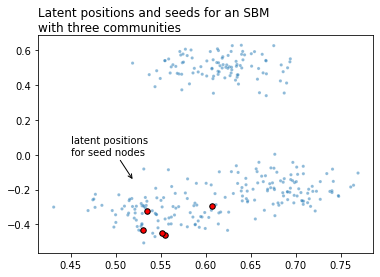 Latent positions and seeds for an SBM
with three communities
0.6
0.4
0.2
latent positions
for seed nodes
0.0
−0.2
−0.4
0.45 0.50 0.55 0.60 0.65 0.70 0.75